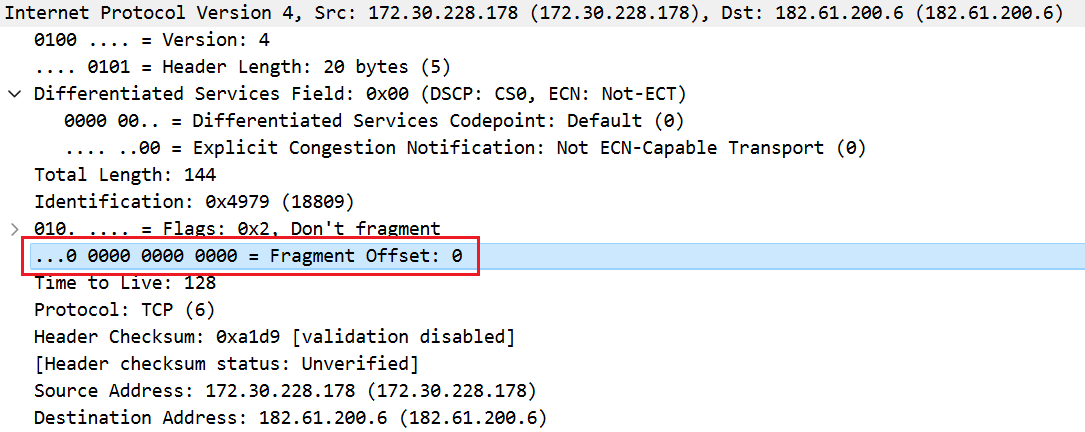 Internet Protocol Version 4, Src: 172.30.228.178 (172.30.228.178), Dst: 182.61.200.6 (182.61.200.6)
0100 .... = Version: 4
.... 0101 = Header Length: 20 bytes (5)
Differentiated Services Field: 0x00 (DSCP: CS0, ECN: Not-ECT)
0000 00.. = Differentiated Services Codepoint: Default (0)
.... ..00 = Explicit Congestion Notification: Not ECN-Capable Transport (0)
Total Length: 144
Identification: 0x4979 (18809)
010. .... = Flags: 0x2, Don't fragment
...0 0000 0000 0000 = Fragment Offset: 0
Time to Live: 128
Protocol: TCP (6)
Header Checksum: 0xa1d9 [validation disabled]
[Header checksum status: Unverified]
Source Address: 172.30.228.178 (172.30.228.178)
Destination Address: 182.61.200.6 (182.61.200.6)